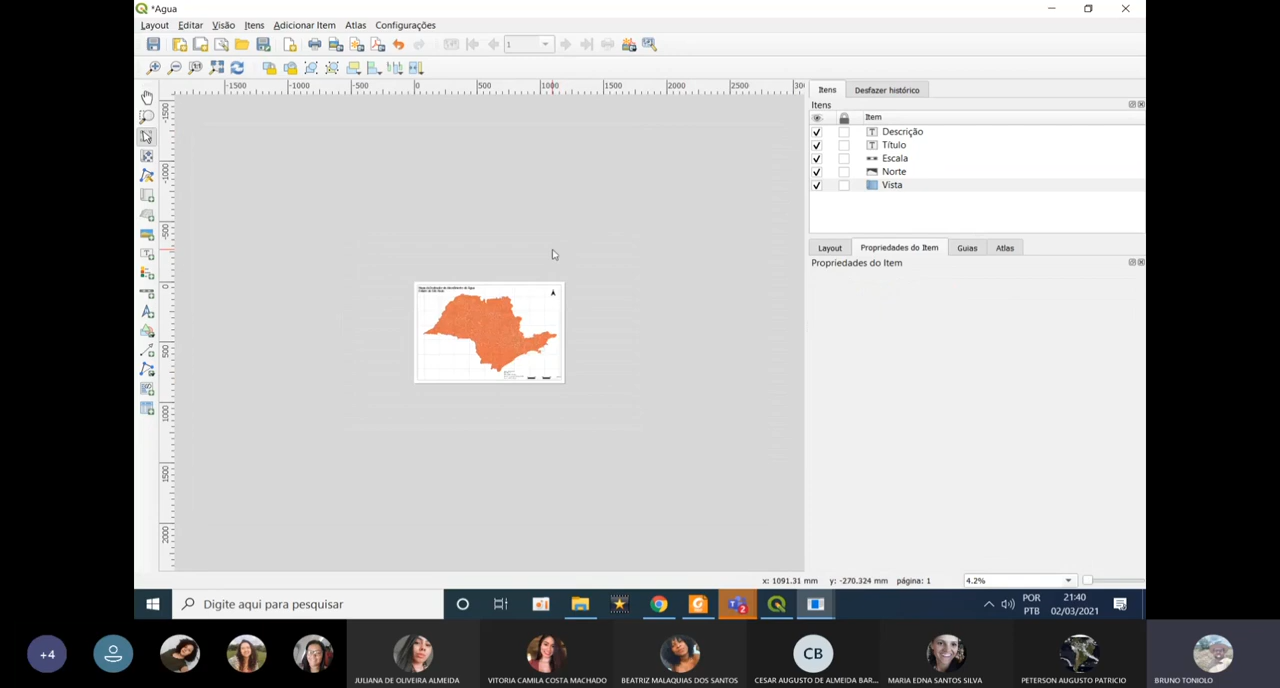 *Agua
Layout Editar Visão Itens Adicionar Item Atlas Configurações
1
-1500 -1000 -500 0 500 1000 1500 2000 2500
-1500
-1000
-500
0
500
1000
1500
2000
Itens Desfazer histórico
Itens
Item
Descrição
Título
Escala
Norte
Vista
Layout Propriedades do Item Guias Atlas
Propriedades do Item
x: 1091.31 mm y: -270.324 mm página: 1 4.2%
Digite aqui para pesquisar
2
POR
PTB
21:40
02/03/2021
+4
CB
JULIANA DE OLIVEIRA ALMEIDA
VITORIA CAMILA COSTA MACHADO
BEATRIZ MALAQUIAS DOS SANTOS
CESAR AUGUSTO DE ALMEIDA BAR...
MARIA EDNA SANTOS SILVA
PETERSON AUGUSTO PATRICIO
BRUNO TONIOLO